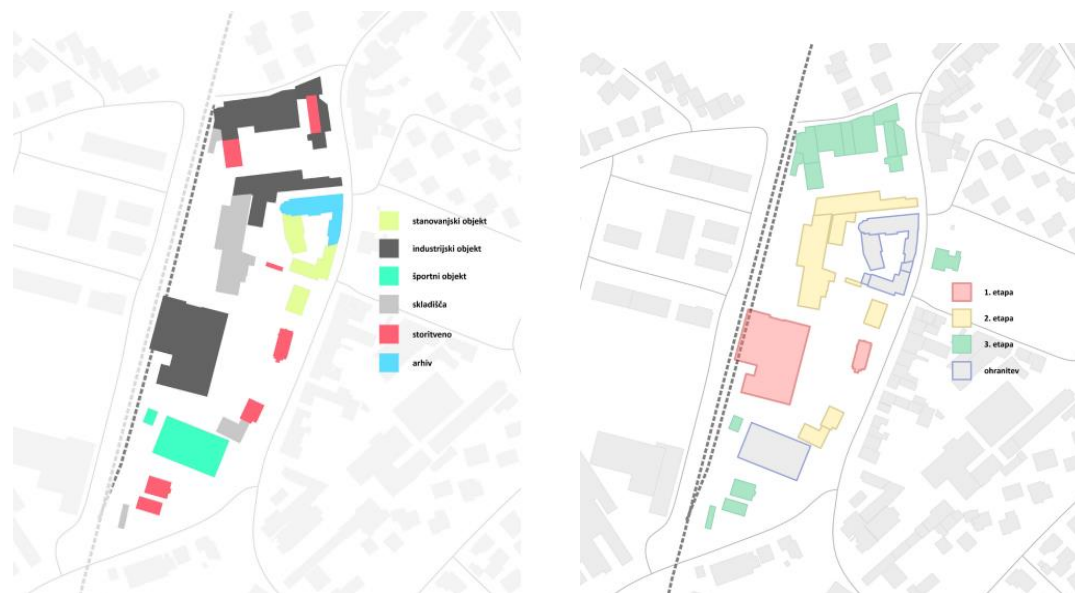 stanovanjski objekt
industrijski objekt
športni objekt
skladišča
storitveno
arhiv
1. etapa
2. etapa
3. etapa
ohranitev